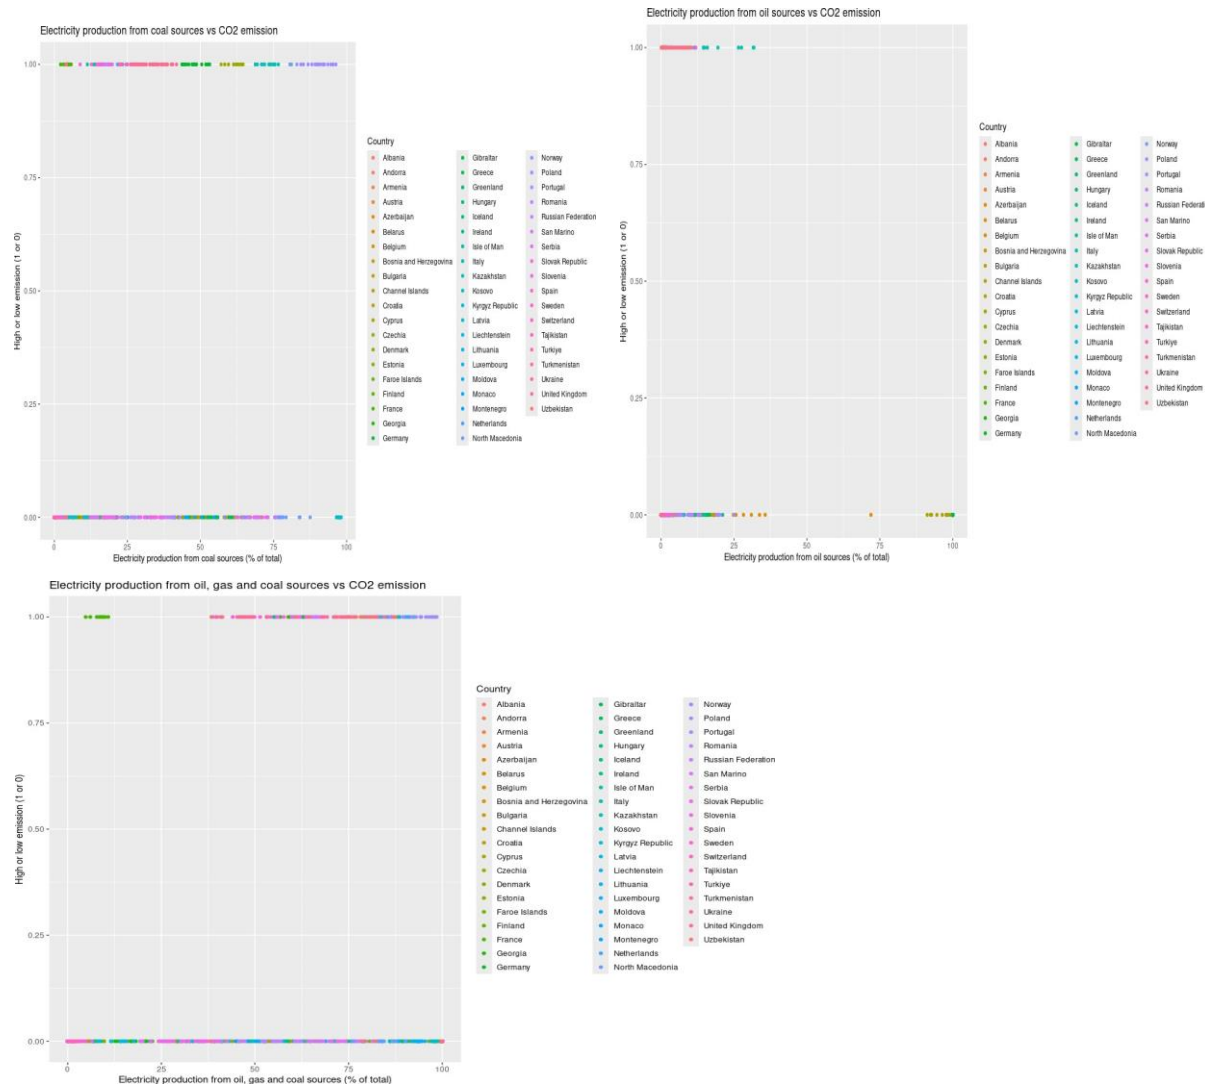 Electricity production from coal sources vs CO2 emission
High or low emission (1 or 0)
1.00
0.75
0.50
0.25
0.00
0
25
50
75
100
Electricity production from coal sources (% of total)
Country
Albania
Andorra
Armenia
Austria
Azerbaijan
Belarus
Belgium
Bosnia and Herzegovina
Bulgaria
Channel Islands
Croatia
Cyprus
Czechia
Denmark
Estonia
Faroe Islands
Finland
France
Georgia
Germany
Gibraltar
Greece
Greenland
Hungary
Iceland
Ireland
Isle of Man
Italy
Kazakhstan
Kosovo
Kyrgyz Republic
Latvia
Liechtenstein
Lithuania
Luxembourg
Moldova
Monaco
Montenegro
Netherlands
North Macedonia
Norway
Poland
Portugal
Romania
Russian Federation
San Marino
Serbia
Slovak Republic
Slovenia
Spain
Sweden
Switzerland
Tajikistan
Turkiye
Turkmenistan
Ukraine
United Kingdom
Uzbekistan
Electricity production from oil sources vs CO2 emission
High or low emission (1 or 0)
1.00
0.75
0.50
0.25
0.00
0
25
50
75
100
Electricity production from oil sources (% of total)
Country
Albania
Andorra
Armenia
Austria
Azerbaijan
Belarus
Belgium
Bosnia and Herzegovina
Bulgaria
Channel Islands
Croatia
Cyprus
Czechia
Denmark
Estonia
Faroe Islands
Finland
France
Georgia
Germany
Gibraltar
Greece
Greenland
Hungary
Iceland
Ireland
Isle of Man
Italy
Kazakhstan
Kosovo
Kyrgyz Republic
Latvia
Liechtenstein
Lithuania
Luxembourg
Moldova
Monaco
Montenegro
Netherlands
North Macedonia
Norway
Poland
Portugal
Romania
Russian Federati
San Marino
Serbia
Slovak Republic
Slovenia
Spain
Sweden
Switzerland
Tajikistan
Turkiye
Turkmenistan
Ukraine
United Kingdom
Uzbekistan
Electricity production from oil, gas and coal sources vs CO2 emission
High or low emission (1 or 0)
1.00
0.75
0.50
0.25
0.00
0
25
50
75
100
Electricity production from oil, gas and coal sources (% of total)
Country
Albania
Andorra
Armenia
Austria
Azerbaijan
Belarus
Belgium
Bosnia and Herzegovina
Bulgaria
Channel Islands
Croatia
Cyprus
Czechia
Denmark
Estonia
Faroe Islands
Finland
France
Georgia
Germany
Gibraltar
Greece
Greenland
Hungary
Iceland
Ireland
Isle of Man
Italy
Kazakhstan
Kosovo
Kyrgyz Republic
Latvia
Liechtenstein
Lithuania
Luxembourg
Moldova
Monaco
Montenegro
Netherlands
North Macedonia
Norway
Poland
Portugal
Romania
Russian Federation
San Marino
Serbia
Slovak Republic
Slovenia
Spain
Sweden
Switzerland
Tajikistan
Turkiye
Turkmenistan
Ukraine
United Kingdom
Uzbekistan